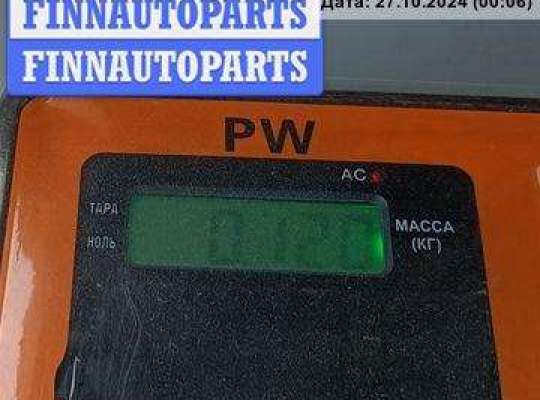 FINNAUTOPARTS
Дата: 27.10.2024 (00:06)
FINNAUTOPARTS
PW
AC
ТАРА
НОЛЬ
МАССА
(КГ)